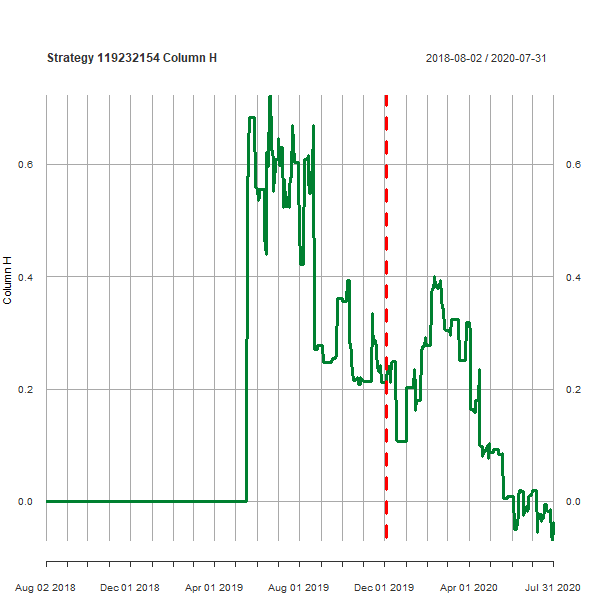 Strategy 119232154 Column H
2018-08-02 / 2020-07-31
0.6
0.6
0.4
0.4
Column H
0.2
0.2
0.0
0.0
Aug 02 2018
Dec 01 2018
Apr 01 2019
Aug 01 2019
Dec 01 2019
Apr 01 2020
Jul 31 2020